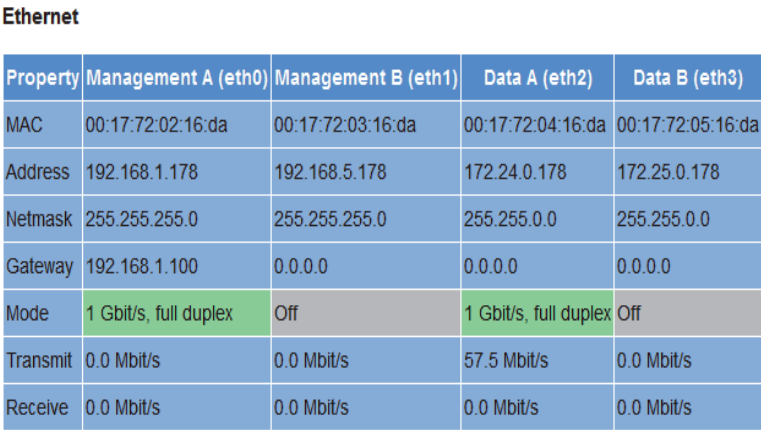 Ethernet
Property Management A (eth0) Management B (eth1) Data A (eth2) Data B (eth3)
MAC 00:17:72:02:16:da 00:17:72:03:16:da 00:17:72:04:16:da 00:17:72:05:16:da
Address 192.168.1.178 192.168.5.178 172.24.0.178 172.25.0.178
Netmask 255.255.255.0 255.255.255.0 255.255.0.0 255.255.0.0
Gateway 192.168.1.100 0.0.0.0 0.0.0.0 0.0.0.0
Mode 1 Gbit/s, full duplex Off 1 Gbit/s, full duplex Off
Transmit 0.0 Mbit/s 0.0 Mbit/s 57.5 Mbit/s 0.0 Mbit/s
Receive 0.0 Mbit/s 0.0 Mbit/s 0.0 Mbit/s 0.0 Mbit/s